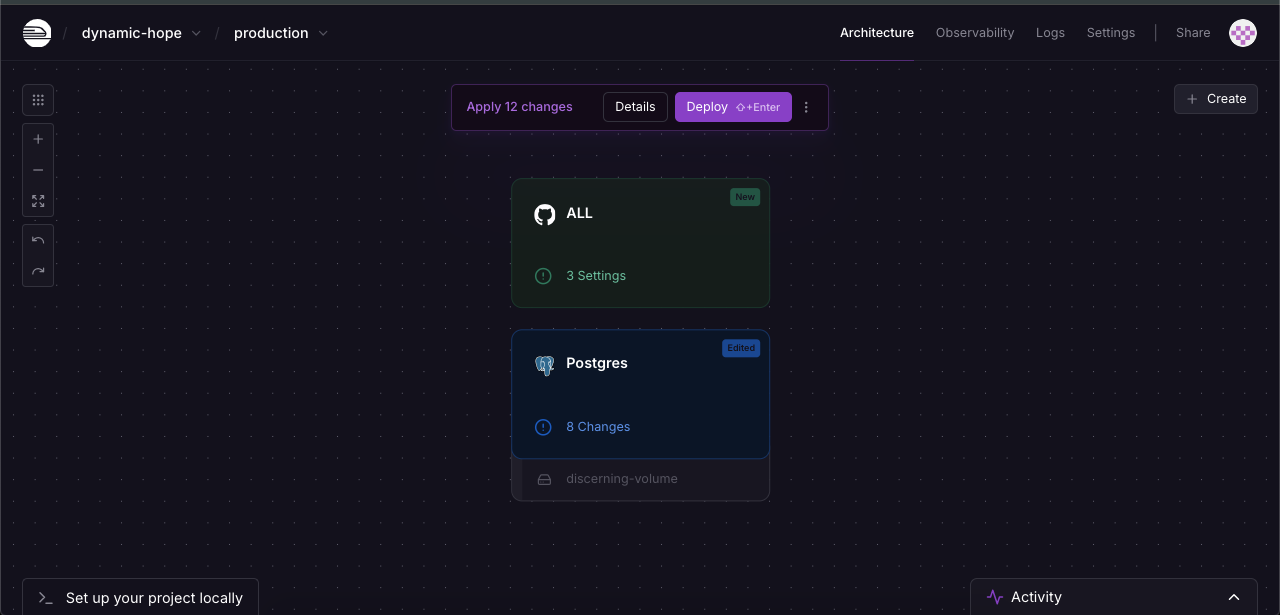 / dynamic-hope / production
Architecture Observability Logs Settings | Share
Apply 12 changes Details Deploy ⇧+Enter
+ Create
New
ALL
3 Settings
Edited
Postgres
8 Changes
discerning-volume
>_ Set up your project locally
Activity